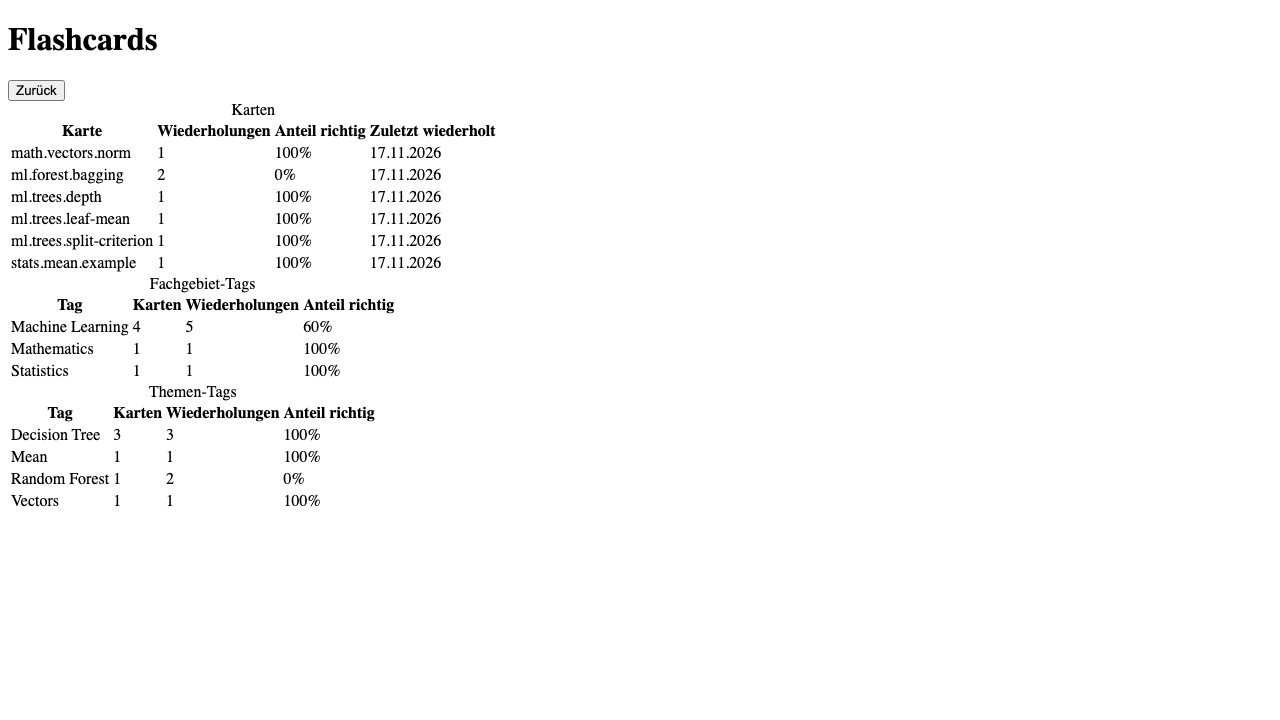 Flashcards
Zurück
Karten
Karte Wiederholungen Anteil richtig Zuletzt wiederholt
math.vectors.norm 1 100% 17.11.2026
ml.forest.bagging 2 0% 17.11.2026
ml.trees.depth 1 100% 17.11.2026
ml.trees.leaf-mean 1 100% 17.11.2026
ml.trees.split-criterion 1 100% 17.11.2026
stats.mean.example 1 100% 17.11.2026
Fachgebiet-Tags
Tag Karten Wiederholungen Anteil richtig
Machine Learning 4 5 60%
Mathematics 1 1 100%
Statistics 1 1 100%
Themen-Tags
Tag Karten Wiederholungen Anteil richtig
Decision Tree 3 3 100%
Mean 1 1 100%
Random Forest 1 2 0%
Vectors 1 1 100%